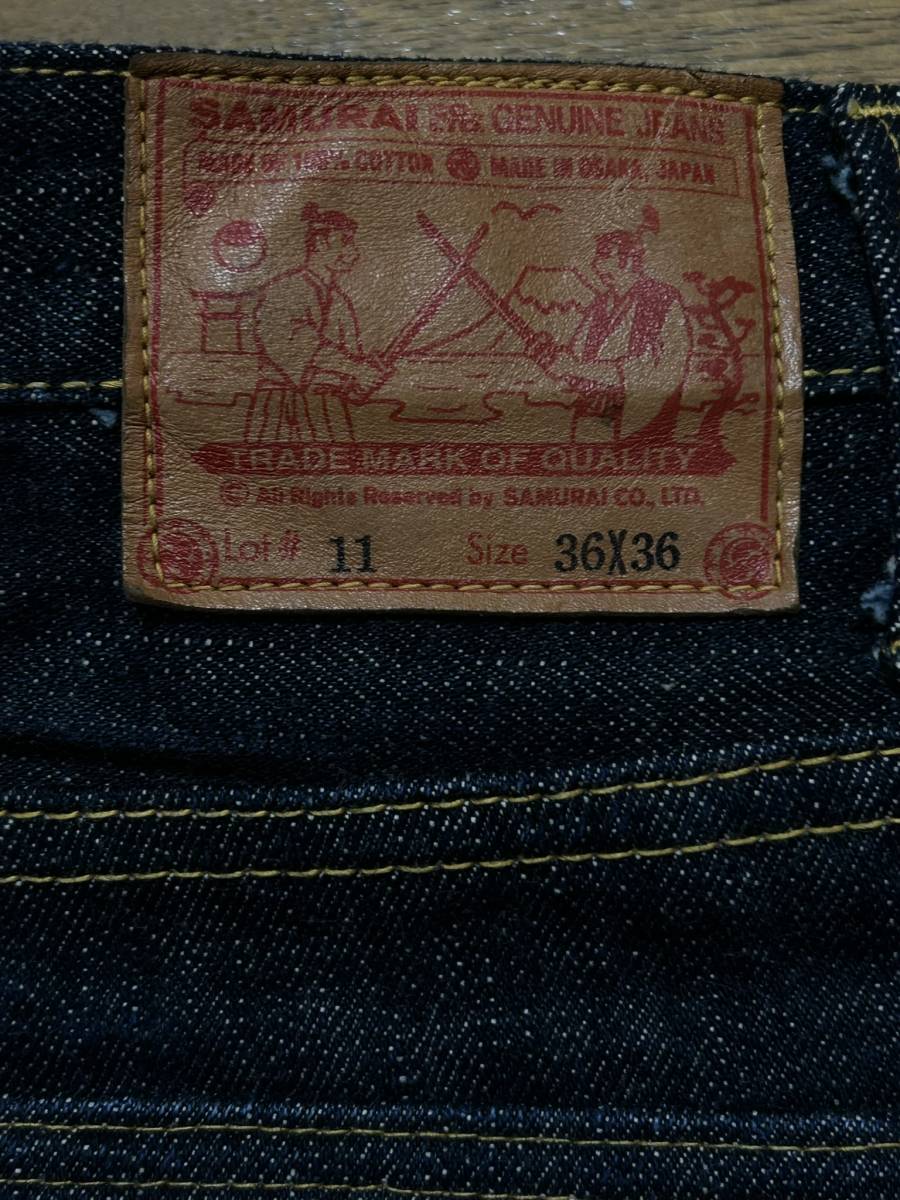 SAMURAI GENUINE JEANS
MADE OF 100% COTTON MADE IN OSAKA, JAPAN
TRADE MARK OF QUALITY
© All Rights Reserved by SAMURAI CO., LTD.
Lot # 11 Size 36X36